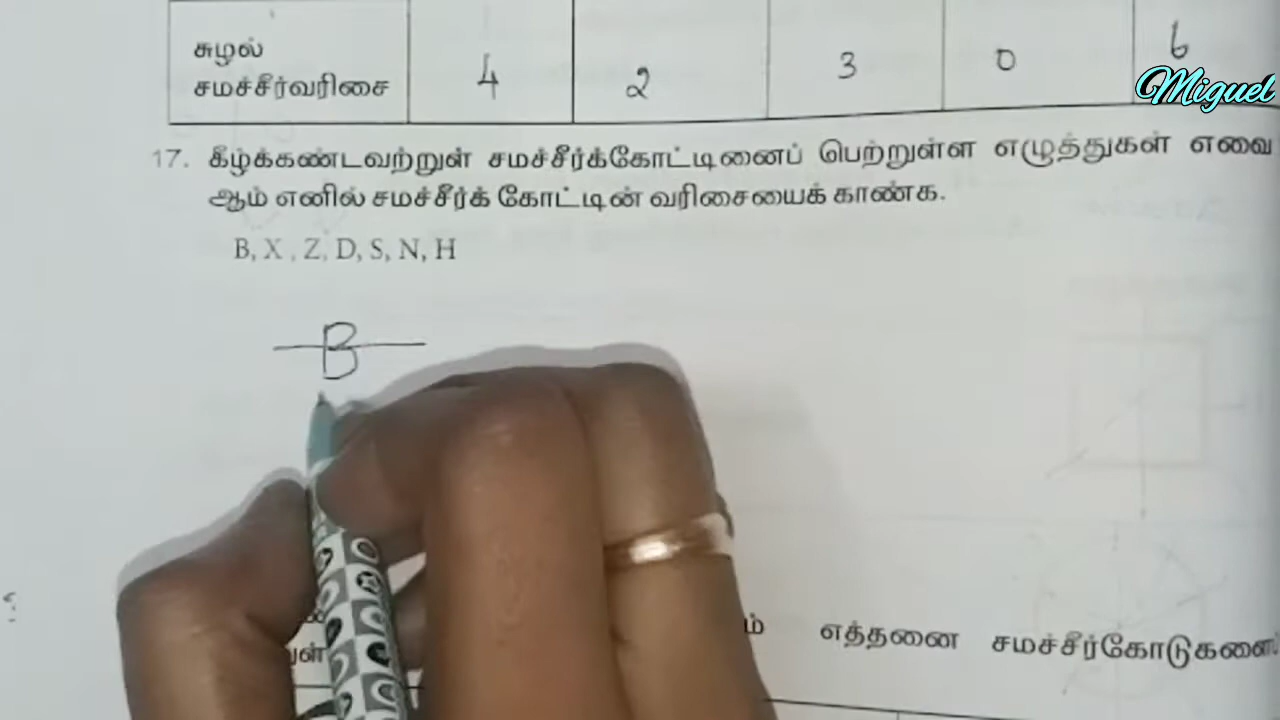 சுழல்
சமச்சீர்வரிசை 4 2 3 0 6
Miguel
17. கீழ்க்கண்டவற்றுள் சமச்சீர்க்கோட்டினைப் பெற்றுள்ள எழுத்துகள் எவை
ஆம் எனில் சமச்சீர்க் கோட்டின் வரிசையைக் காண்க.
B, X , Z, D, S, N, H
B
எத்தனை சமச்சீர்கோடுகளை